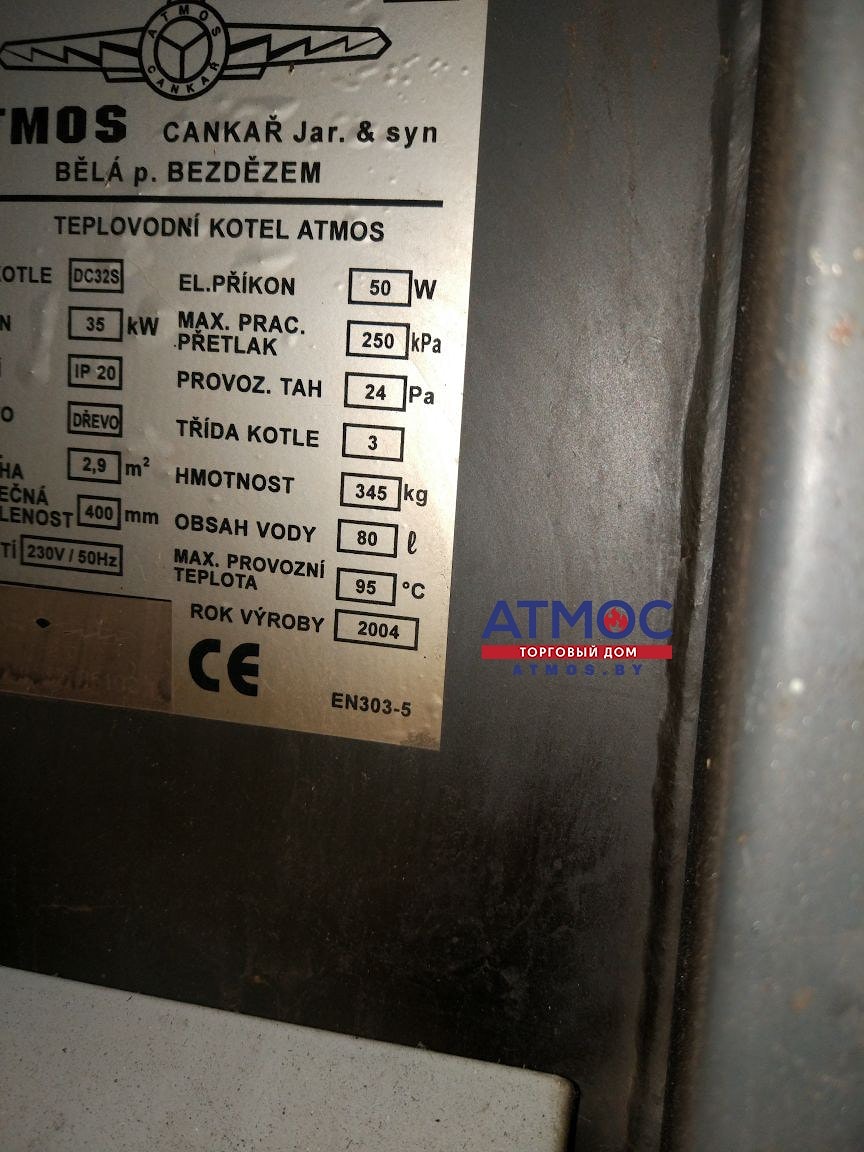 ATMOS
CANKAŘ
TMOS CANKAŘ Jar. & syn
BĚLÁ p. BEZDĚZEM
TEPLOVODNÍ KOTEL ATMOS
KOTLE DC32S
N 35 kW
Í IP 20
O DŘEVO
HA 2,9 m²
EČNÁ
LENOST 400 mm
TÍ 230V / 50Hz
EL.PŘÍKON 50 W
MAX. PRAC.
PŘETLAK 250 kPa
PROVOZ. TAH 24 Pa
TŘÍDA KOTLE 3
HMOTNOST 345 kg
OBSAH VODY 80 ℓ
MAX. PROVOZNÍ
TEPLOTA 95 °C
ROK VÝROBY 2004
CE
EN303-5
АТМОС
ТОРГОВЫЙ ДОМ
ATMOS.BY